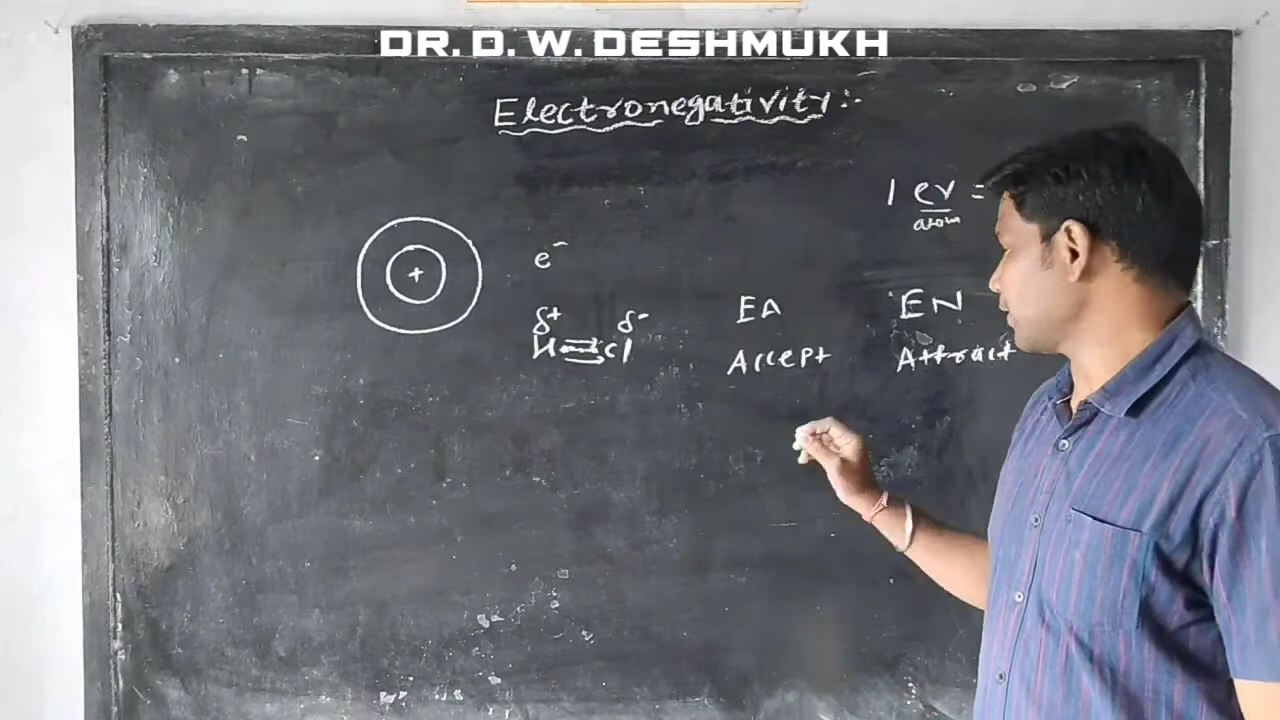 DR. D. W. DESHMUKH
Electronegativity:-
1 ev =
atom
+
e⁻
δ+ δ-
H Cl
EA EN
Accept Attract